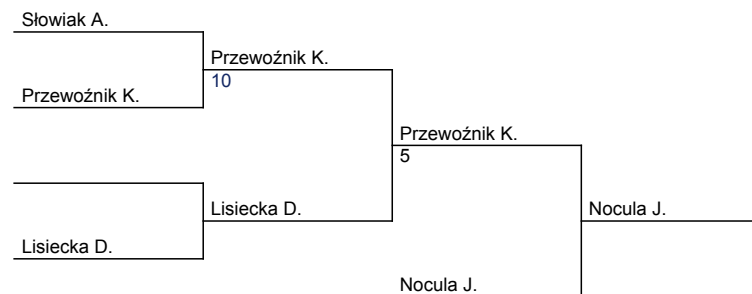 Słowiak A.
Przewoźnik K.
10
Przewoźnik K.
Przewoźnik K.
5
Lisiecka D.
Nocula J.
Lisiecka D.
Nocula J.